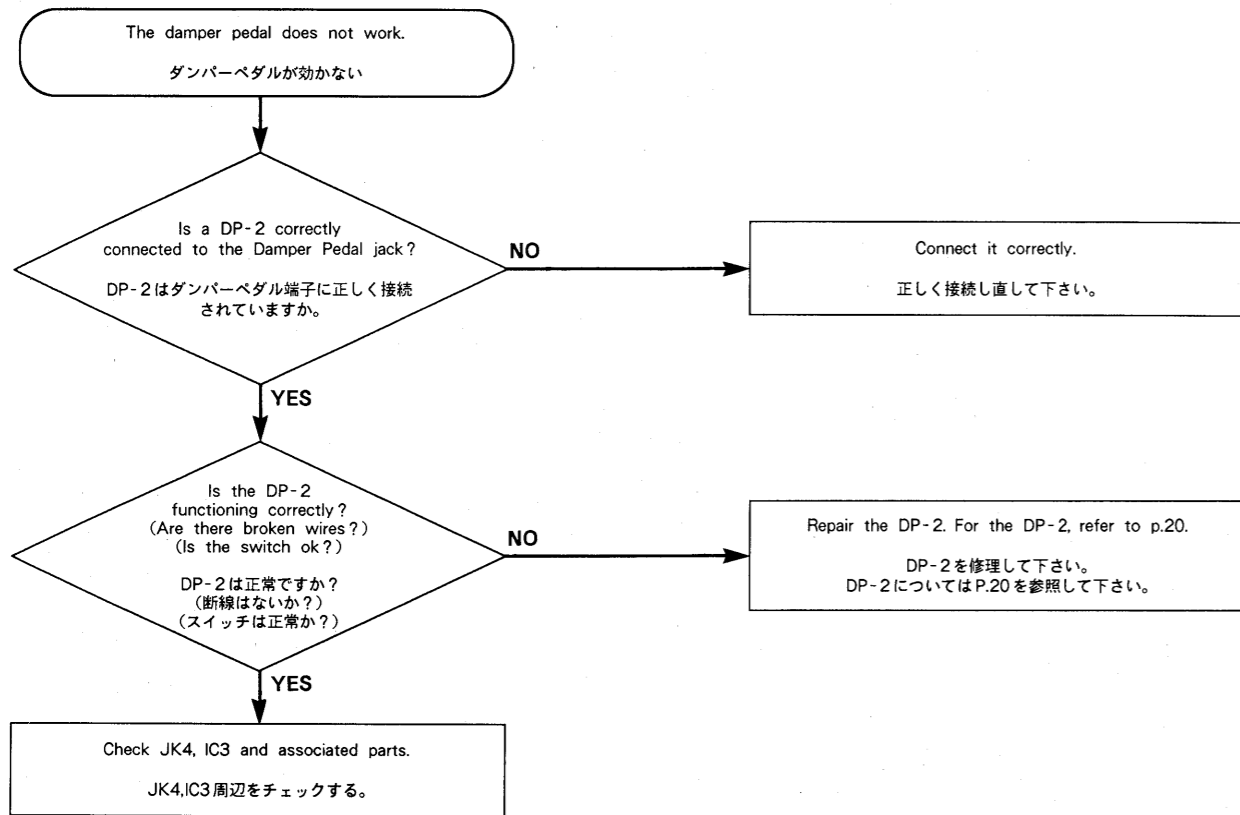 The damper pedal does not work.
ダンパーペダルが効かない
Is a DP-2 correctly
connected to the Damper Pedal jack?
DP-2はダンパーペダル端子に正しく接続
されていますか。
NO
Connect it correctly.
正しく接続し直して下さい。
YES
Is the DP-2
functioning correctly?
(Are there broken wires?)
(Is the switch ok?)
DP-2は正常ですか?
(断線はないか?)
(スイッチは正常か?)
NO
Repair the DP-2. For the DP-2, refer to p.20.
DP-2を修理して下さい。
DP-2についてはP.20を参照して下さい。
YES
Check JK4, IC3 and associated parts.
JK4,IC3周辺をチェックする。